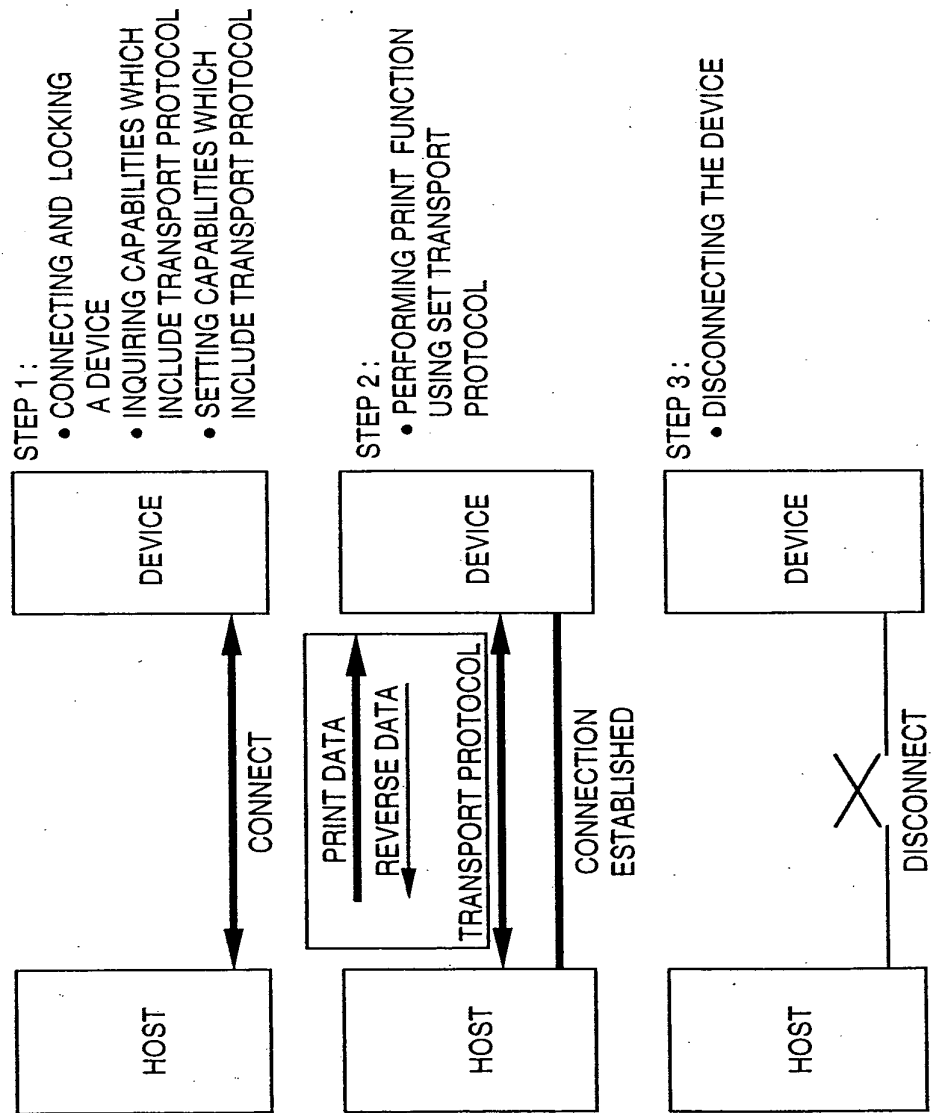 STEP 1:
• CONNECTING AND LOCKING
A DEVICE
• INQUIRING CAPABILITIES WHICH
INCLUDE TRANSPORT PROTOCOL
• SETTING CAPABILITIES WHICH
INCLUDE TRANSPORT PROTOCOL
HOST
CONNECT
DEVICE
STEP 2:
• PERFORMING PRINT FUNCTION
USING SET TRANSPORT
PROTOCOL
HOST
PRINT DATA
REVERSE DATA
TRANSPORT PROTOCOL
CONNECTION
ESTABLISHED
DEVICE
STEP 3:
• DISCONNECTING THE DEVICE
HOST
DISCONNECT
DEVICE